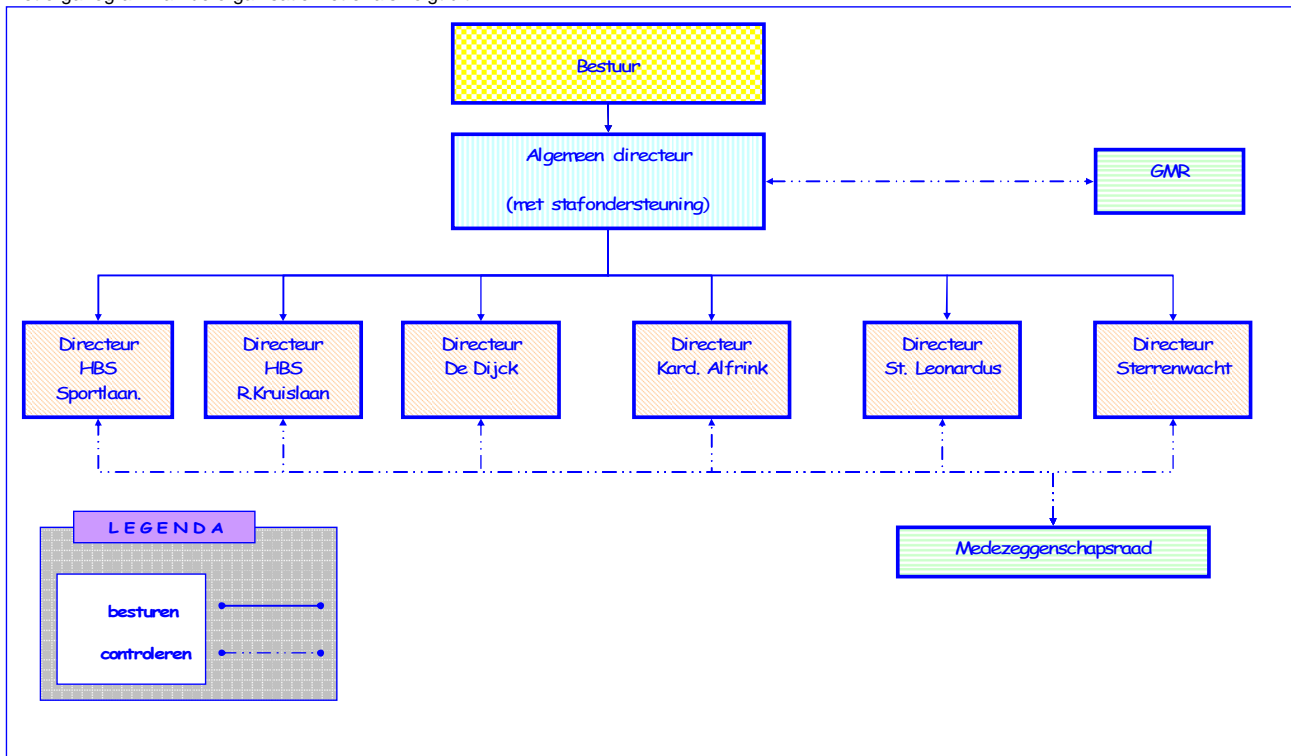 Bestuur
Algemeen directeur
(met stafondersteuning)
GMR
Directeur
HBS
Sportlaan.
Directeur
HBS
R.Kruislaan
Directeur
De Dijck
Directeur
Kard. Alfrink
Directeur
St. Leonardus
Directeur
Sterrenwacht
Medezeggenschapsraad
LEGENDA
besturen
controleren